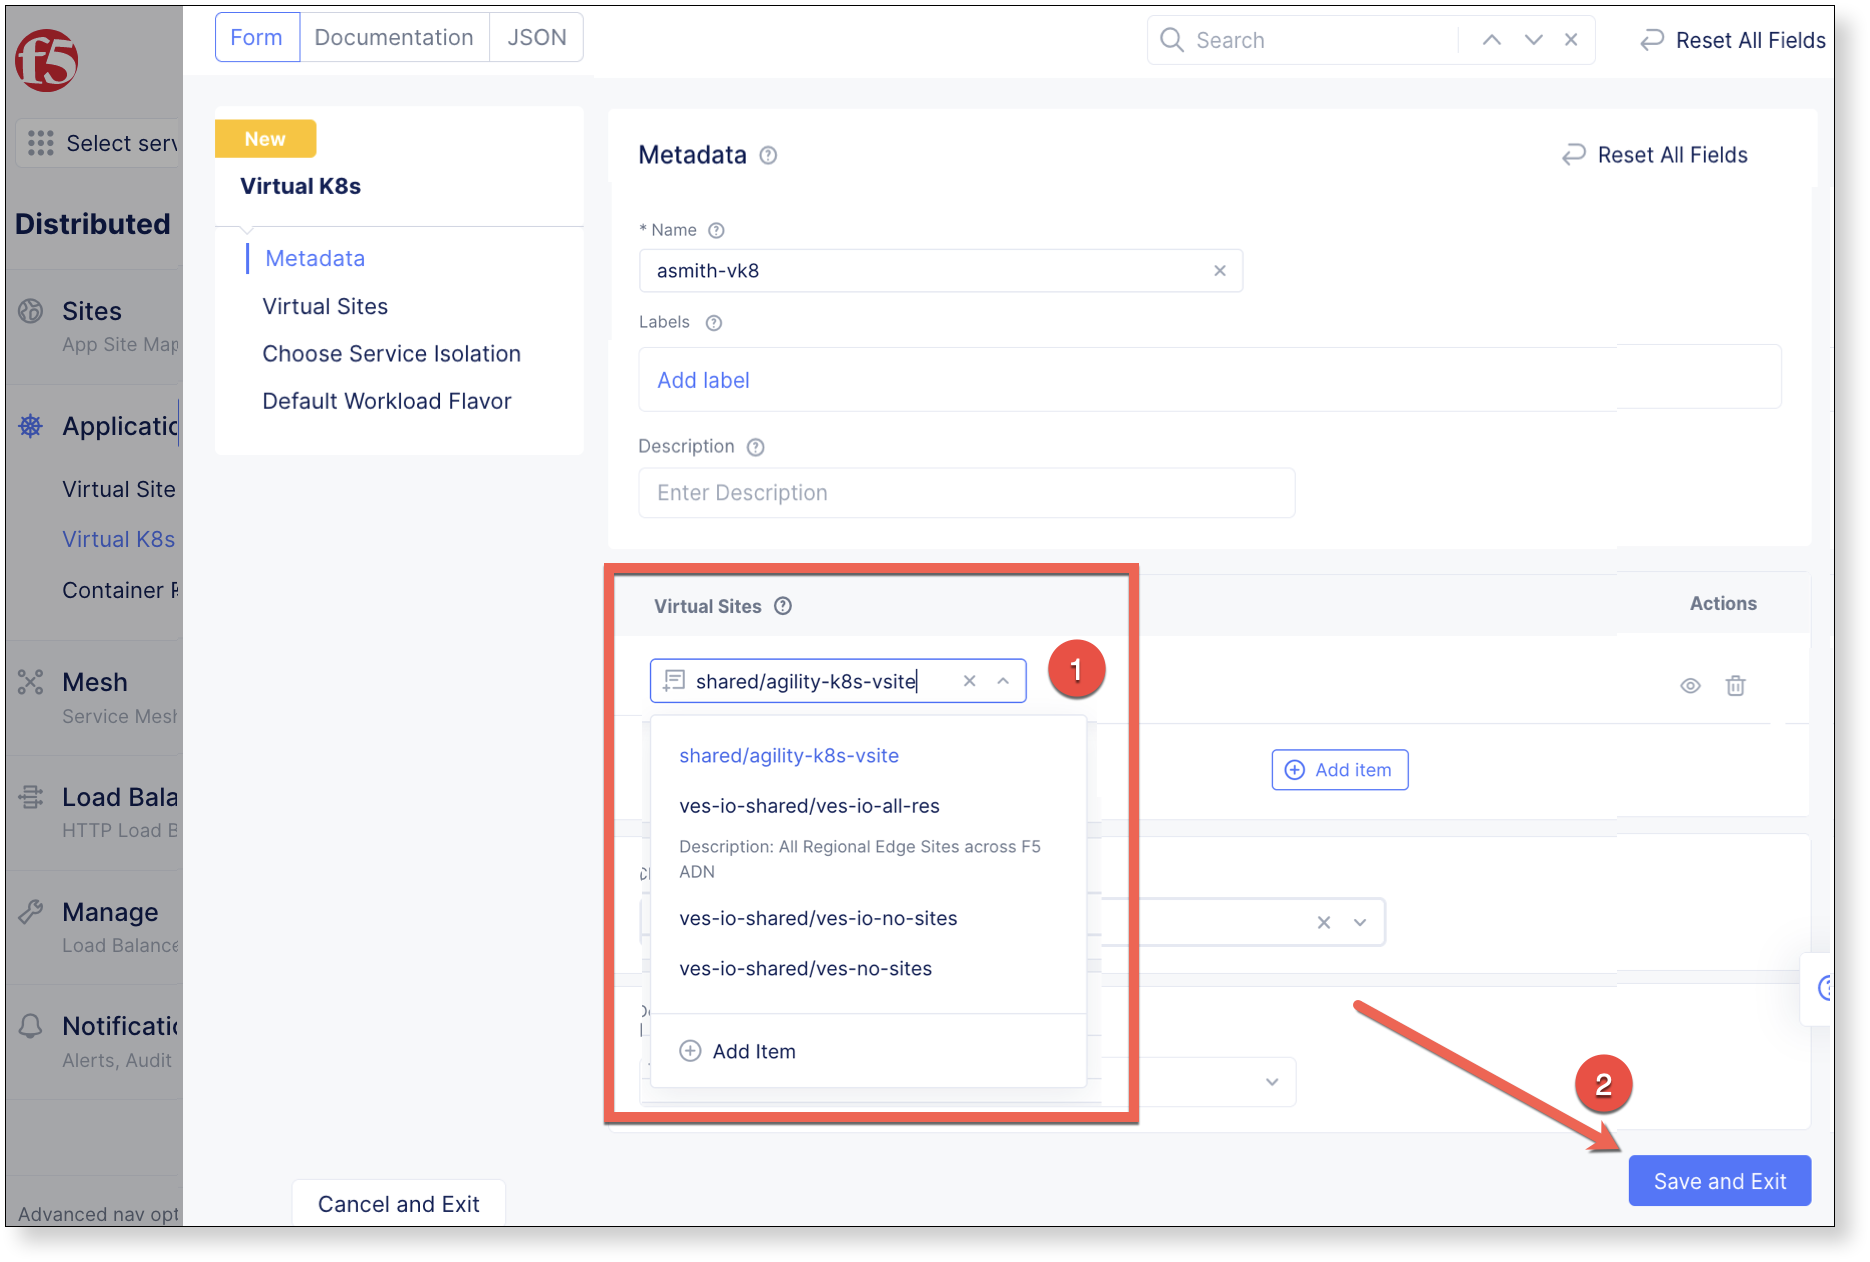 f5
Form
Documentation
JSON
Search
Reset All Fields
Select serv
Distributed
Sites
App Site Map
Applicatio
Virtual Site
Virtual K8s
Container
Mesh
Service Mesh
Load Bala
HTTP Load B
Manage
Load Balance
Notificatio
Alerts, Audit
Advanced nav opt
New
Virtual K8s
Metadata
Virtual Sites
Choose Service Isolation
Default Workload Flavor
Metadata
Reset All Fields
* Name
asmith-vk8
Labels
Add label
Description
Enter Description
Virtual Sites
Actions
shared/agility-k8s-vsite
1
shared/agility-k8s-vsite
ves-io-shared/ves-io-all-res
Description: All Regional Edge Sites across F5
ADN
ves-io-shared/ves-io-no-sites
ves-io-shared/ves-no-sites
Add Item
Add item
2
Cancel and Exit
Save and Exit